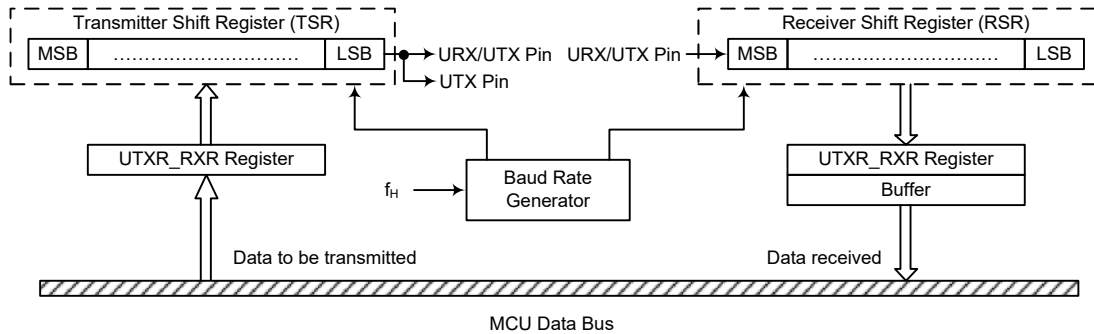 Transmitter Shift Register (TSR)
MSB ………………………… LSB
URX/UTX Pin
UTX Pin
Receiver Shift Register (RSR)
URX/UTX Pin
MSB ………………………… LSB
UTXR_RXR Register
Baud Rate
Generator
fH
UTXR_RXR Register
Buffer
Data to be transmitted
Data received
MCU Data Bus